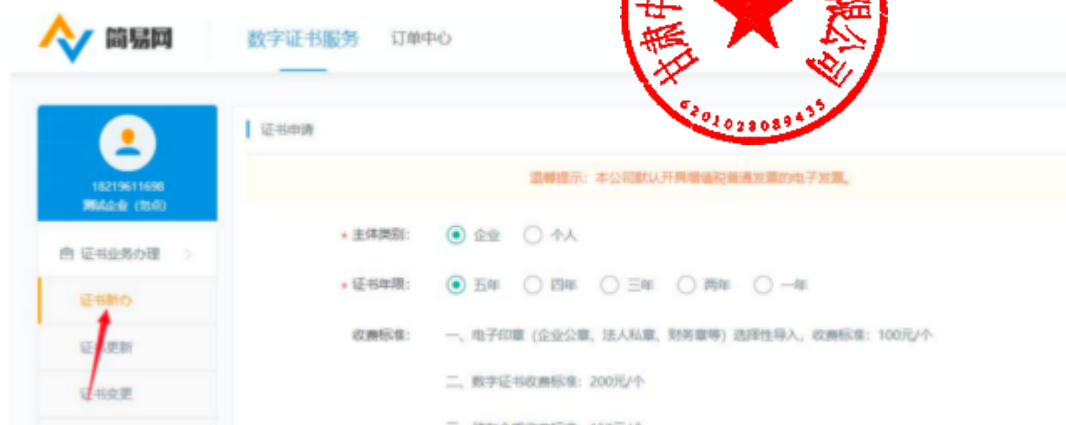 简易网
数字证书服务
订单中心
甘肃中
限公司
6201028089435
18219611698
测试企业（勿点）
证书申请
温馨提示：本公司默认开具增值税普通发票的电子发票。
* 主体类别： 企业 个人
证书业务办理
* 证书年限： 五年 四年 三年 两年 一年
证书新办
收费标准： 一、电子印章（企业公章、法人私章、财务章等）选择性导入，收费标准：100元/个
证书更新
二、数字证书收费标准：200元/个
证书变更